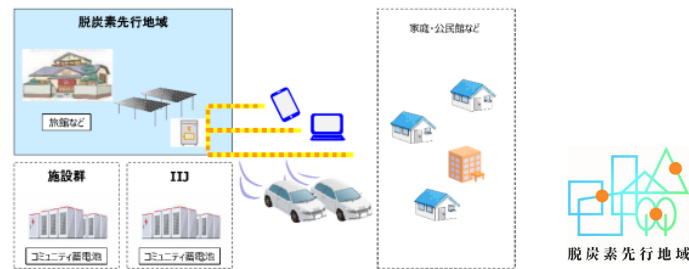 脱炭素先行地域
旅館など
家庭・公民館など
施設群
IIJ
コミュニティ蓄電池
コミュニティ蓄電池
脱炭素先行地域